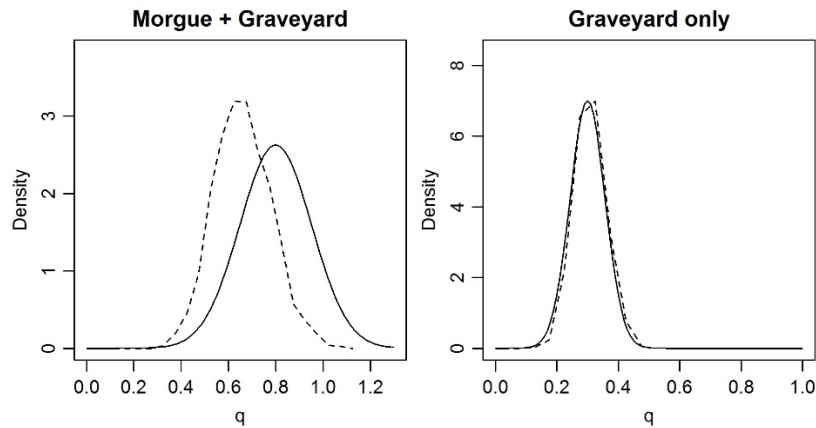 Morgue + Graveyard
Density
0 1 2 3
0.0 0.2 0.4 0.6 0.8 1.0 1.2
q
Graveyard only
Density
0 2 4 6 8
0.0 0.2 0.4 0.6 0.8 1.0
q